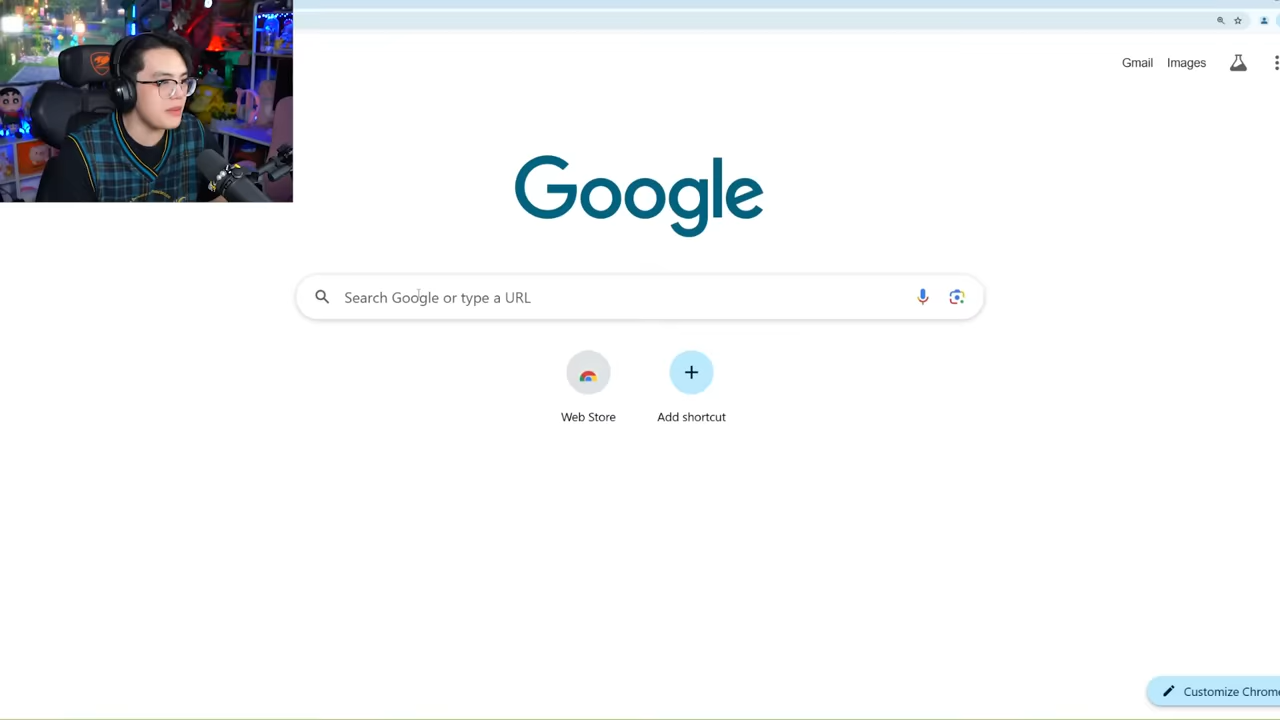 Gmail Images
Google
Search Google or type a URL
Web Store
Add shortcut
Customize Chrome